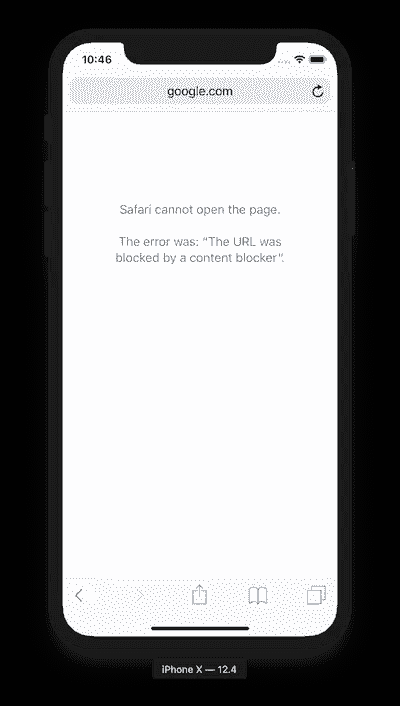 10:46
google.com
Safari cannot open the page.
The error was: “The URL was
blocked by a content blocker”.
iPhone X — 12.4